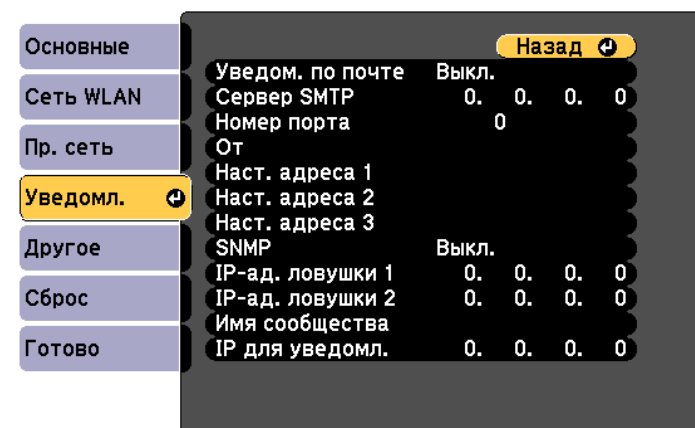 Основные
Сеть WLAN
Пр. сеть
Уведомл.
Другое
Сброс
Готово
Назад
Уведом. по почте Выкл.
Сервер SMTP 0. 0. 0. 0
Номер порта 0
От
Наст. адреса 1
Наст. адреса 2
Наст. адреса 3
SNMP Выкл.
IP-ад. ловушки 1 0. 0. 0. 0
IP-ад. ловушки 2 0. 0. 0. 0
Имя сообщества
IP для уведомл. 0. 0. 0. 0